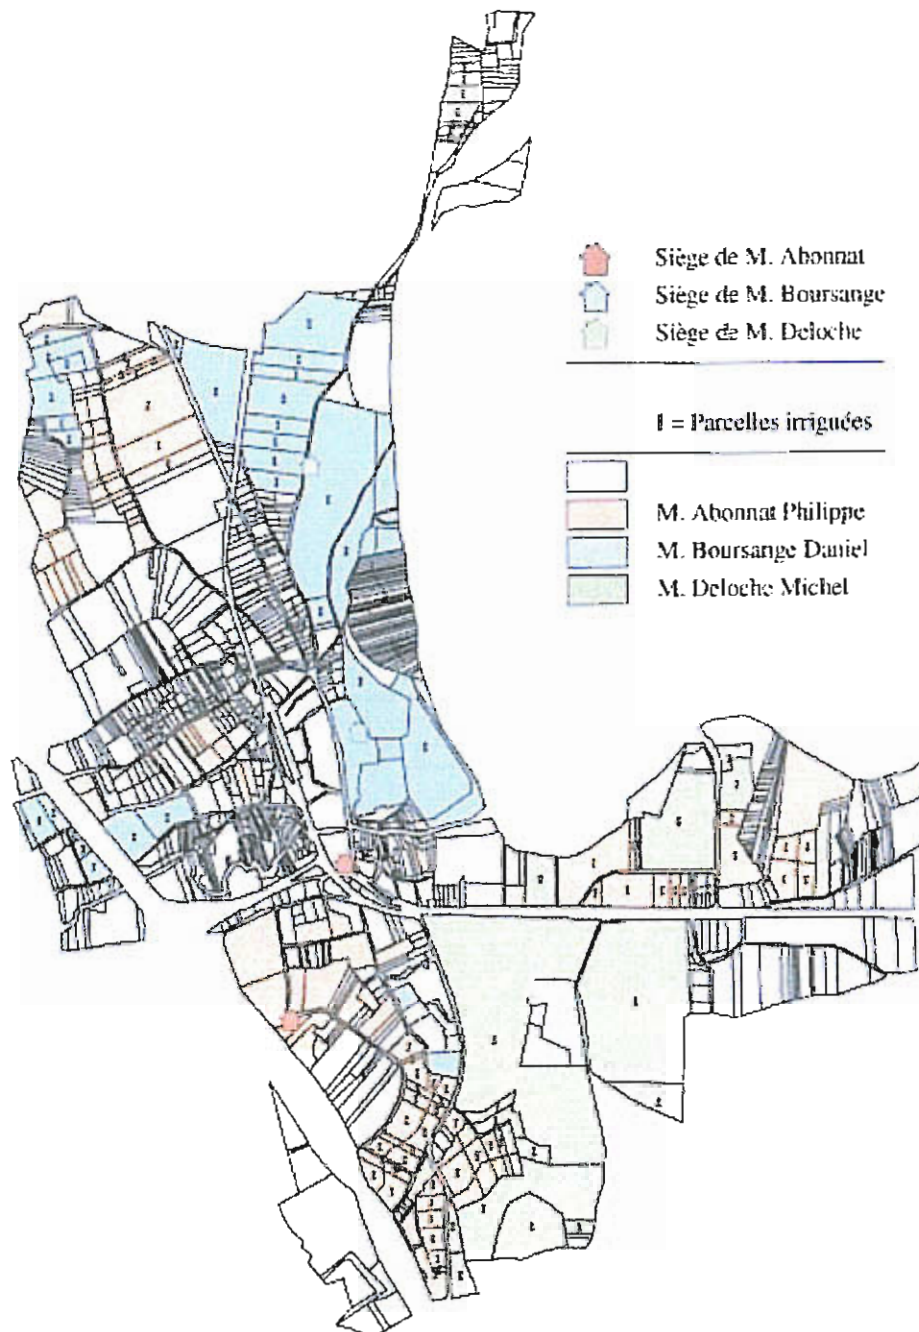 Siège de M. Abonnat
Siège de M. Boursange
Siège de M. Deloche
I = Parcelles irriguées
M. Abonnat Philippe
M. Boursange Daniel
M. Deloche Michel